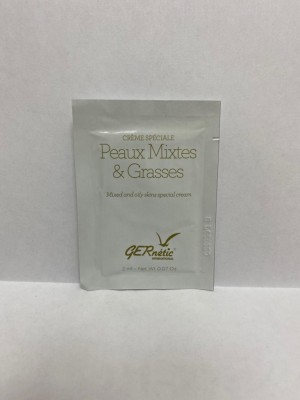 CRÈME SPÉCIALE
Peaux Mixtes
& Grasses
Mixed and oily skins special cream
GERnétic